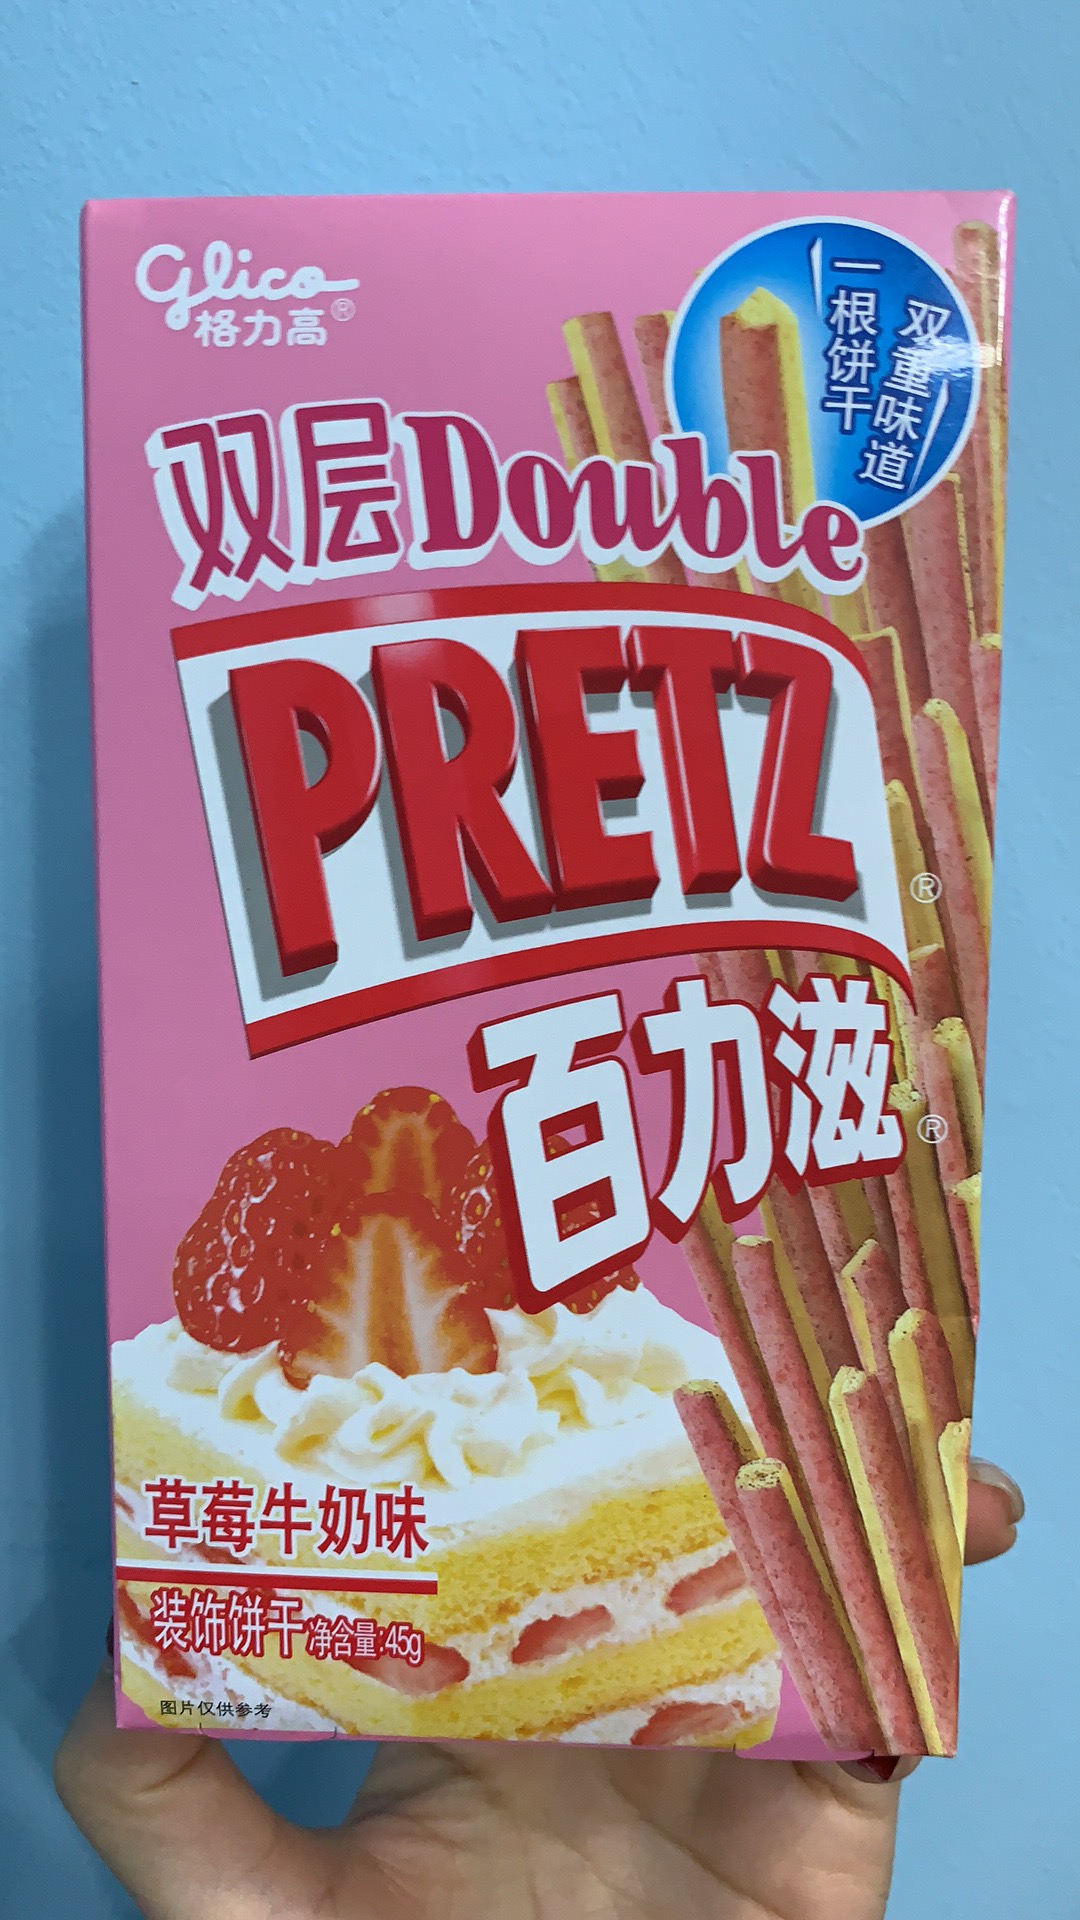 Glico
格力高®
一根饼干
双重味道
双层Double
PRETZ®
百力滋®
草莓牛奶味
装饰饼干 净含量:45g
图片仅供参考